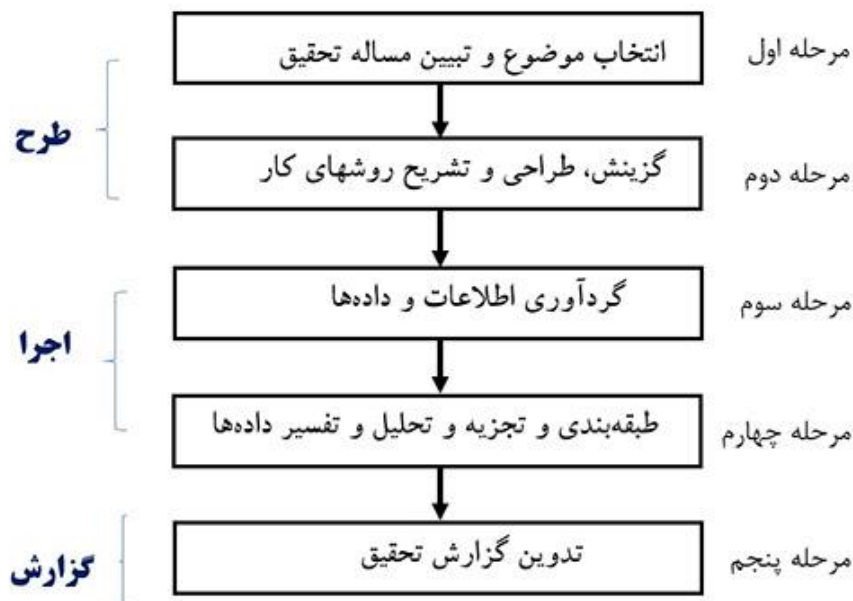 مرحله اول
انتخاب موضوع و تبیین مساله تحقیق
طرح
مرحله دوم
گزینش، طراحی و تشریح روشهای کار
مرحله سوم
گردآوری اطلاعات و داده‌ها
اجرا
مرحله چهارم
طبقه‌بندی و تجزیه و تحلیل و تفسیر داده‌ها
مرحله پنجم
تدوین گزارش تحقیق
گزارش